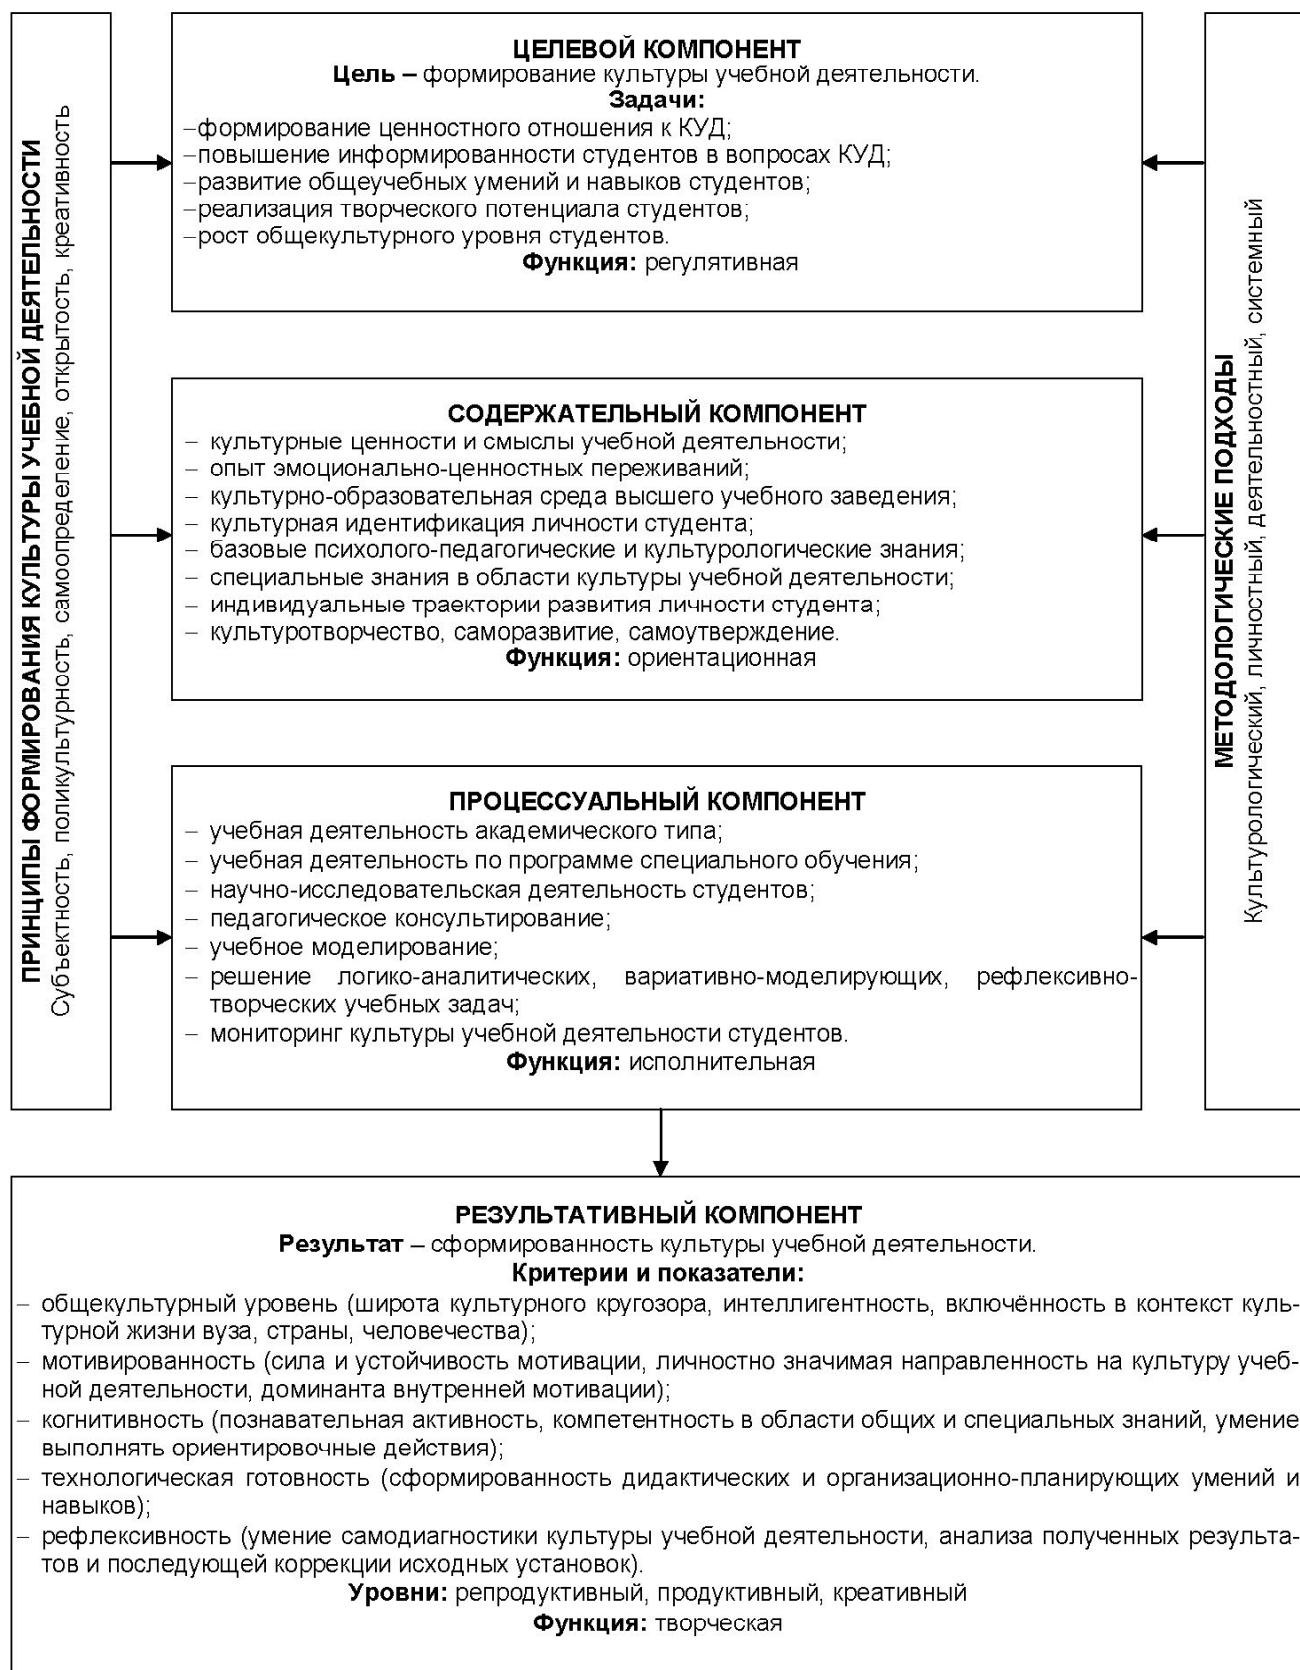 ПРИНЦИПЫ ФОРМИРОВАНИЯ КУЛЬТУРЫ УЧЕБНОЙ ДЕЯТЕЛЬНОСТИ
Субъектность, поликультурность, самоопределение, открытость, креативность
ЦЕЛЕВОЙ КОМПОНЕНТ
Цель – формирование культуры учебной деятельности.
Задачи:
–формирование ценностного отношения к КУД;
–повышение информированности студентов в вопросах КУД;
–развитие общеучебных умений и навыков студентов;
–реализация творческого потенциала студентов;
–рост общекультурного уровня студентов.
Функция: регулятивная
СОДЕРЖАТЕЛЬНЫЙ КОМПОНЕНТ
– культурные ценности и смыслы учебной деятельности;
– опыт эмоционально-ценностных переживаний;
– культурно-образовательная среда высшего учебного заведения;
– культурная идентификация личности студента;
– базовые психолого-педагогические и культурологические знания;
– специальные знания в области культуры учебной деятельности;
– индивидуальные траектории развития личности студента;
– культуротворчество, саморазвитие, самоутверждение.
Функция: ориентационная
ПРОЦЕССУАЛЬНЫЙ КОМПОНЕНТ
– учебная деятельность академического типа;
– учебная деятельность по программе специального обучения;
– научно-исследовательская деятельность студентов;
– педагогическое консультирование;
– учебное моделирование;
– решение логико-аналитических, вариативно-моделирующих, рефлексивно-
творческих учебных задач;
– мониторинг культуры учебной деятельности студентов.
Функция: исполнительная
МЕТОДОЛОГИЧЕСКИЕ ПОДХОДЫ
Культурологический, личностный, деятельностный, системный
РЕЗУЛЬТАТИВНЫЙ КОМПОНЕНТ
Результат – сформированность культуры учебной деятельности.
Критерии и показатели:
– общекультурный уровень (широта культурного кругозора, интеллигентность, включённость в контекст куль-
турной жизни вуза, страны, человечества);
– мотивированность (сила и устойчивость мотивации, личностно значимая направленность на культуру учеб-
ной деятельности, доминанта внутренней мотивации);
– когнитивность (познавательная активность, компетентность в области общих и специальных знаний, умение
выполнять ориентировочные действия);
– технологическая готовность (сформированность дидактических и организационно-планирующих умений и
навыков);
– рефлексивность (умение самодиагностики культуры учебной деятельности, анализа полученных результа-
тов и последующей коррекции исходных установок).
Уровни: репродуктивный, продуктивный, креативный
Функция: творческая